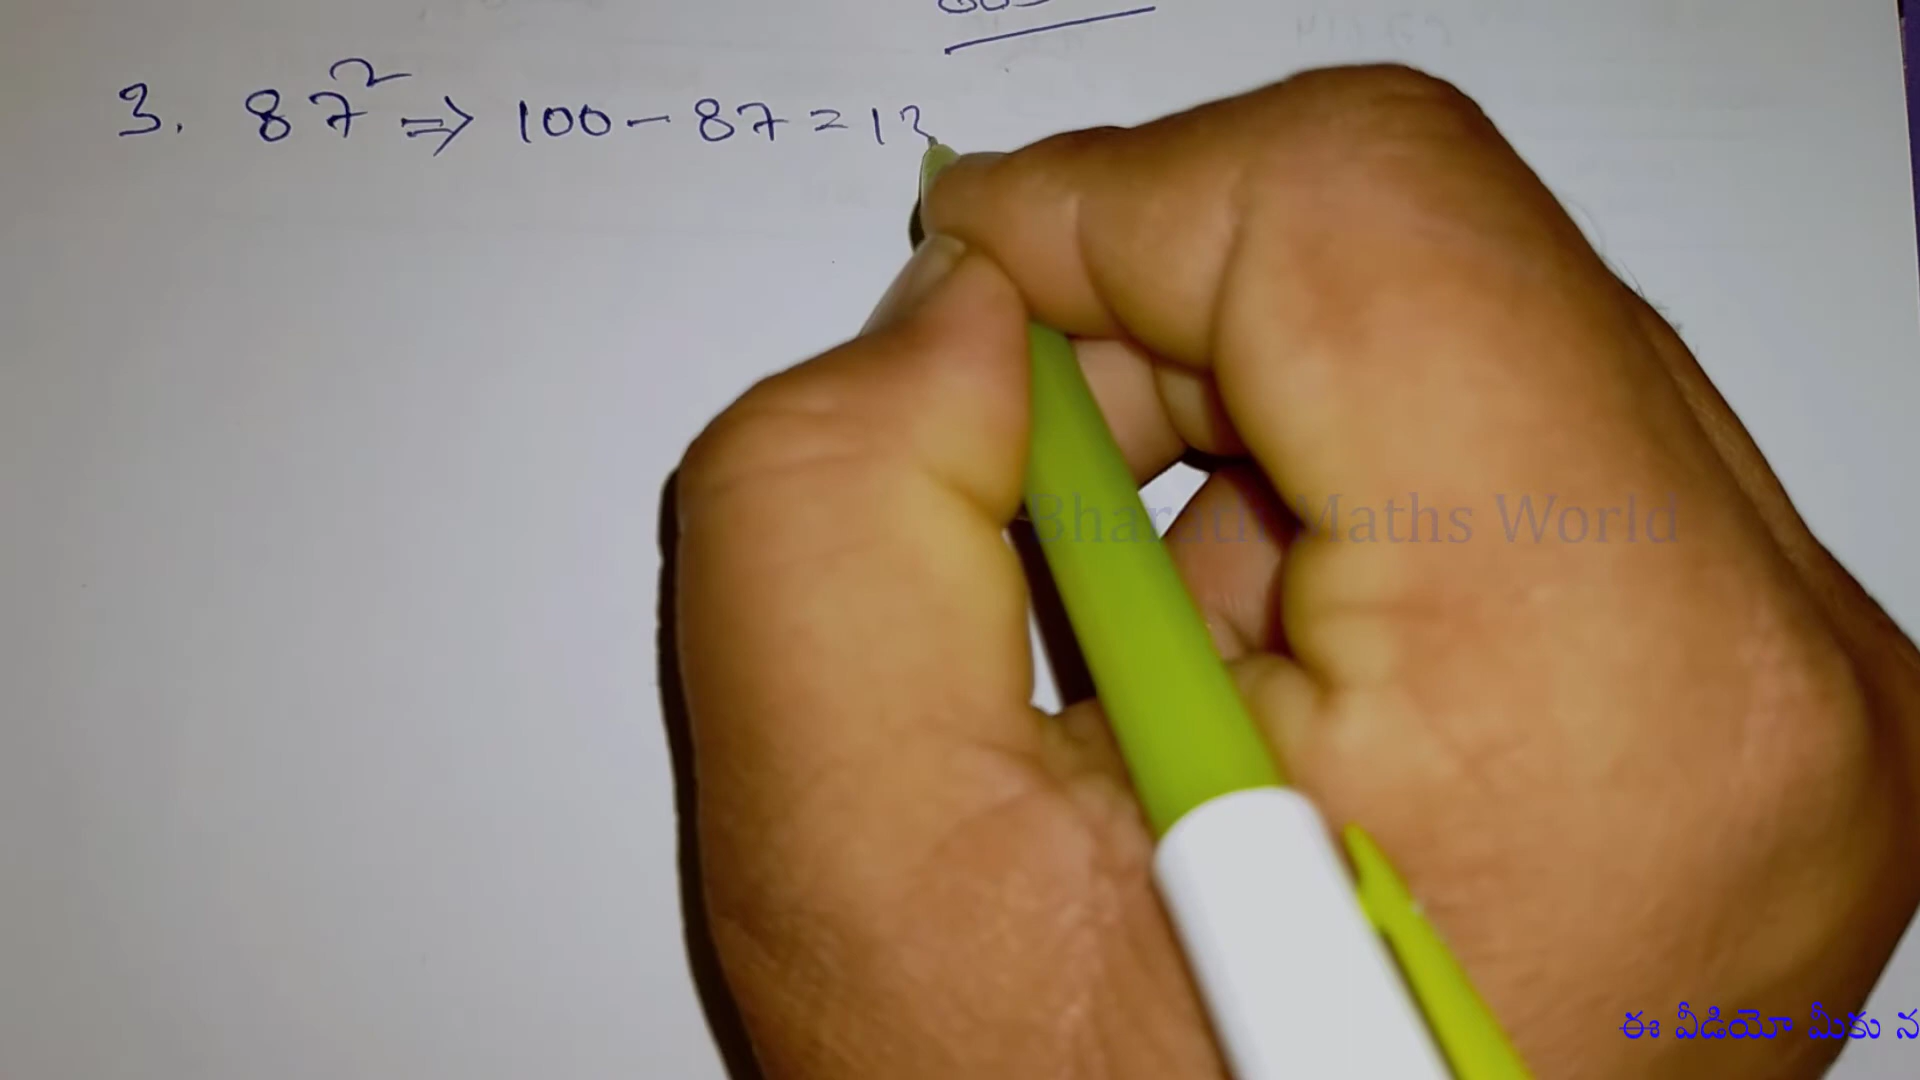 3. 87² ⇒ 100 - 87 = 13
Bharath Maths World
ఈ వీడియో మీకు న